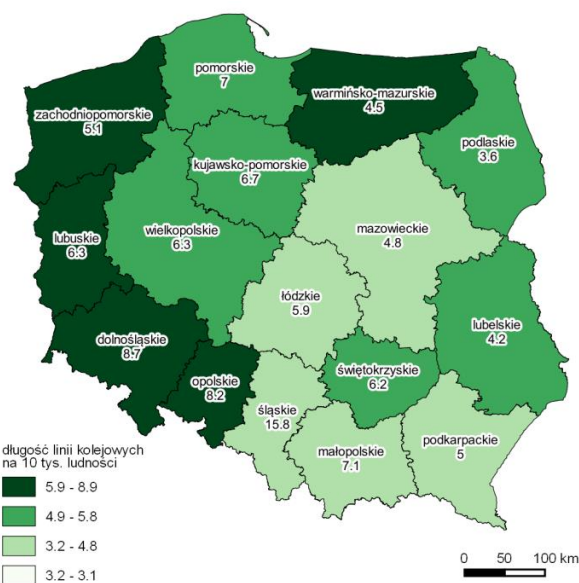 pomorskie
7
warmińsko-mazurskie
4.5
zachodniopomorskie
5.1
podlaskie
3.6
kujawsko-pomorskie
6.7
wielkopolskie
6.3
mazowieckie
4.8
lubuskie
6.3
łódzkie
5.9
lubelskie
4.2
dolnośląskie
8.7
świętokrzyskie
6.2
opolskie
8.2
śląskie
15.8
podkarpackie
5
małopolskie
7.1
długość linii kolejowych
na 10 tys. ludności
5.9 - 8.9
4.9 - 5.8
3.2 - 4.8
3.2 - 3.1
0 50 100 km